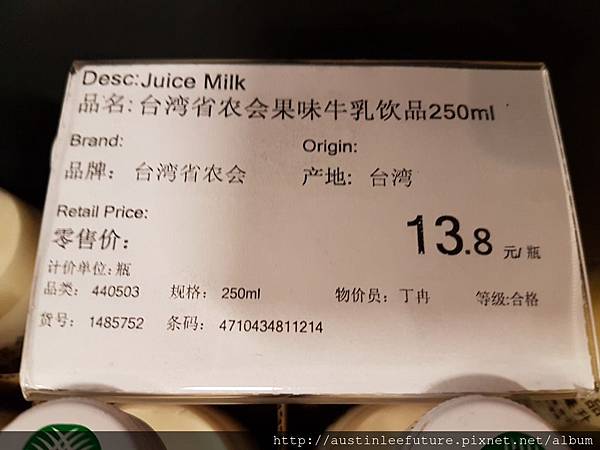 Desc:Juice Milk
品名:台湾省农会果味牛乳饮品250ml
Brand: Origin:
品牌: 台湾省农会 产地: 台湾
Retail Price:
零售价: 13.8 元/瓶
计价单位:瓶
品类: 440503 规格: 250ml 物价员: 丁冉 等级:合格
货号: 1485752 条码: 4710434811214
http://austinleefuture.pixnet.net/album